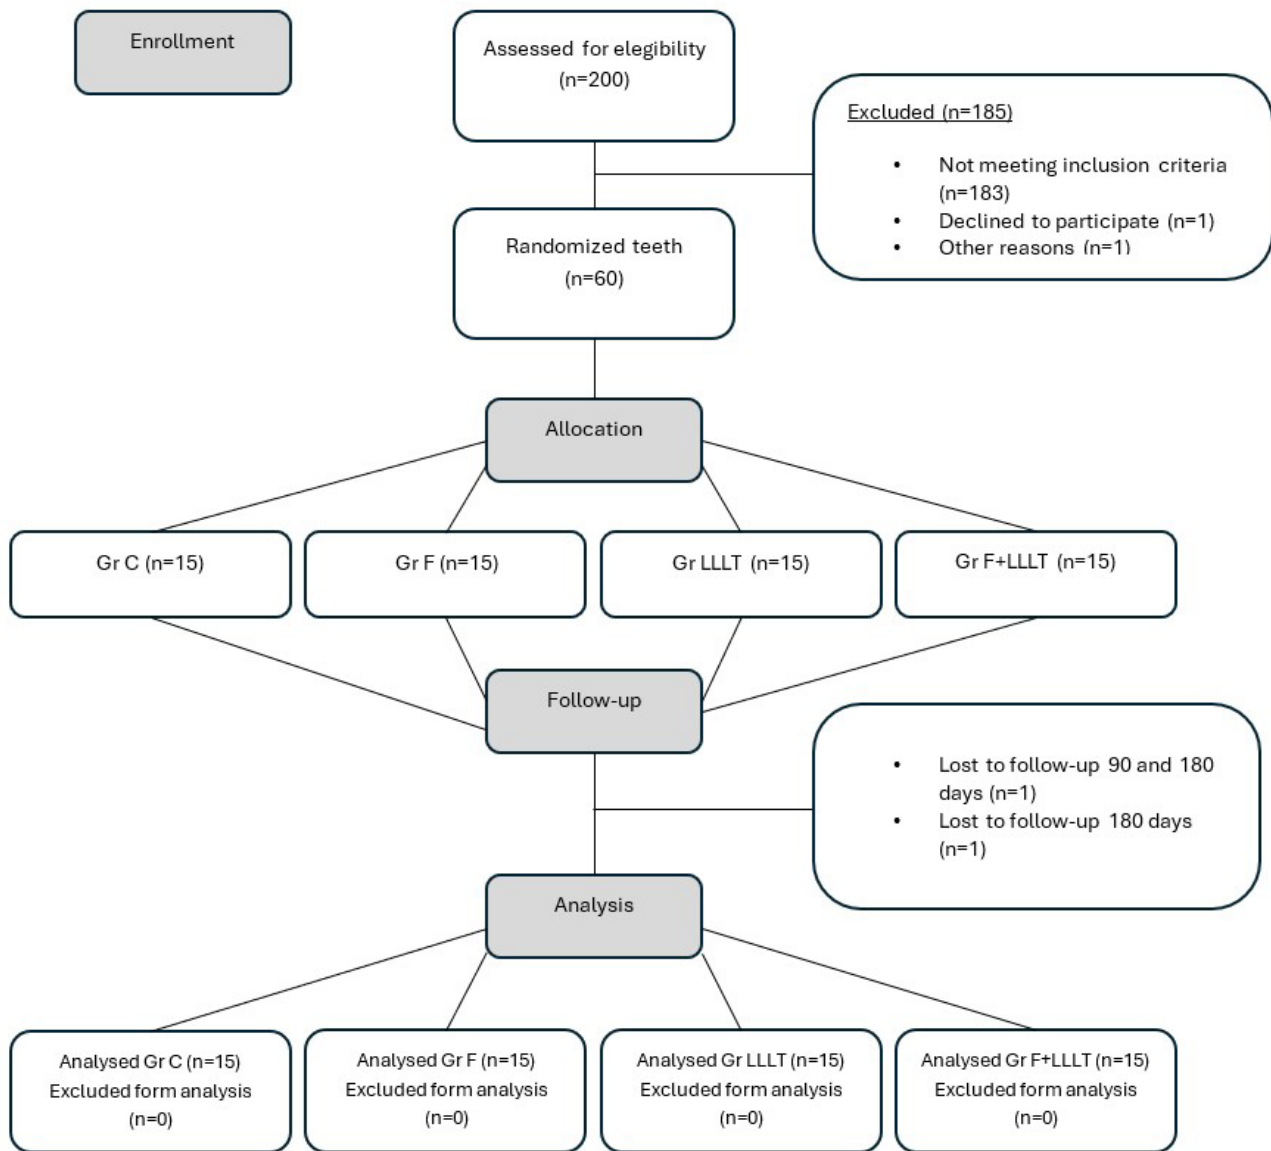 Enrollment
Assessed for elegibility
(n=200)
Excluded (n=185)
• Not meeting inclusion criteria
(n=183)
• Declined to participate (n=1)
• Other reasons (n=1)
Randomized teeth
(n=60)
Allocation
Gr C (n=15)
Gr F (n=15)
Gr LLLT (n=15)
Gr F+LLLT (n=15)
Follow-up
• Lost to follow-up 90 and 180
days (n=1)
• Lost to follow-up 180 days
(n=1)
Analysis
Analysed Gr C (n=15)
Excluded form analysis
(n=0)
Analysed Gr F (n=15)
Excluded form analysis
(n=0)
Analysed Gr LLLT (n=15)
Excluded form analysis
(n=0)
Analysed Gr F+LLLT (n=15)
Excluded form analysis
(n=0)